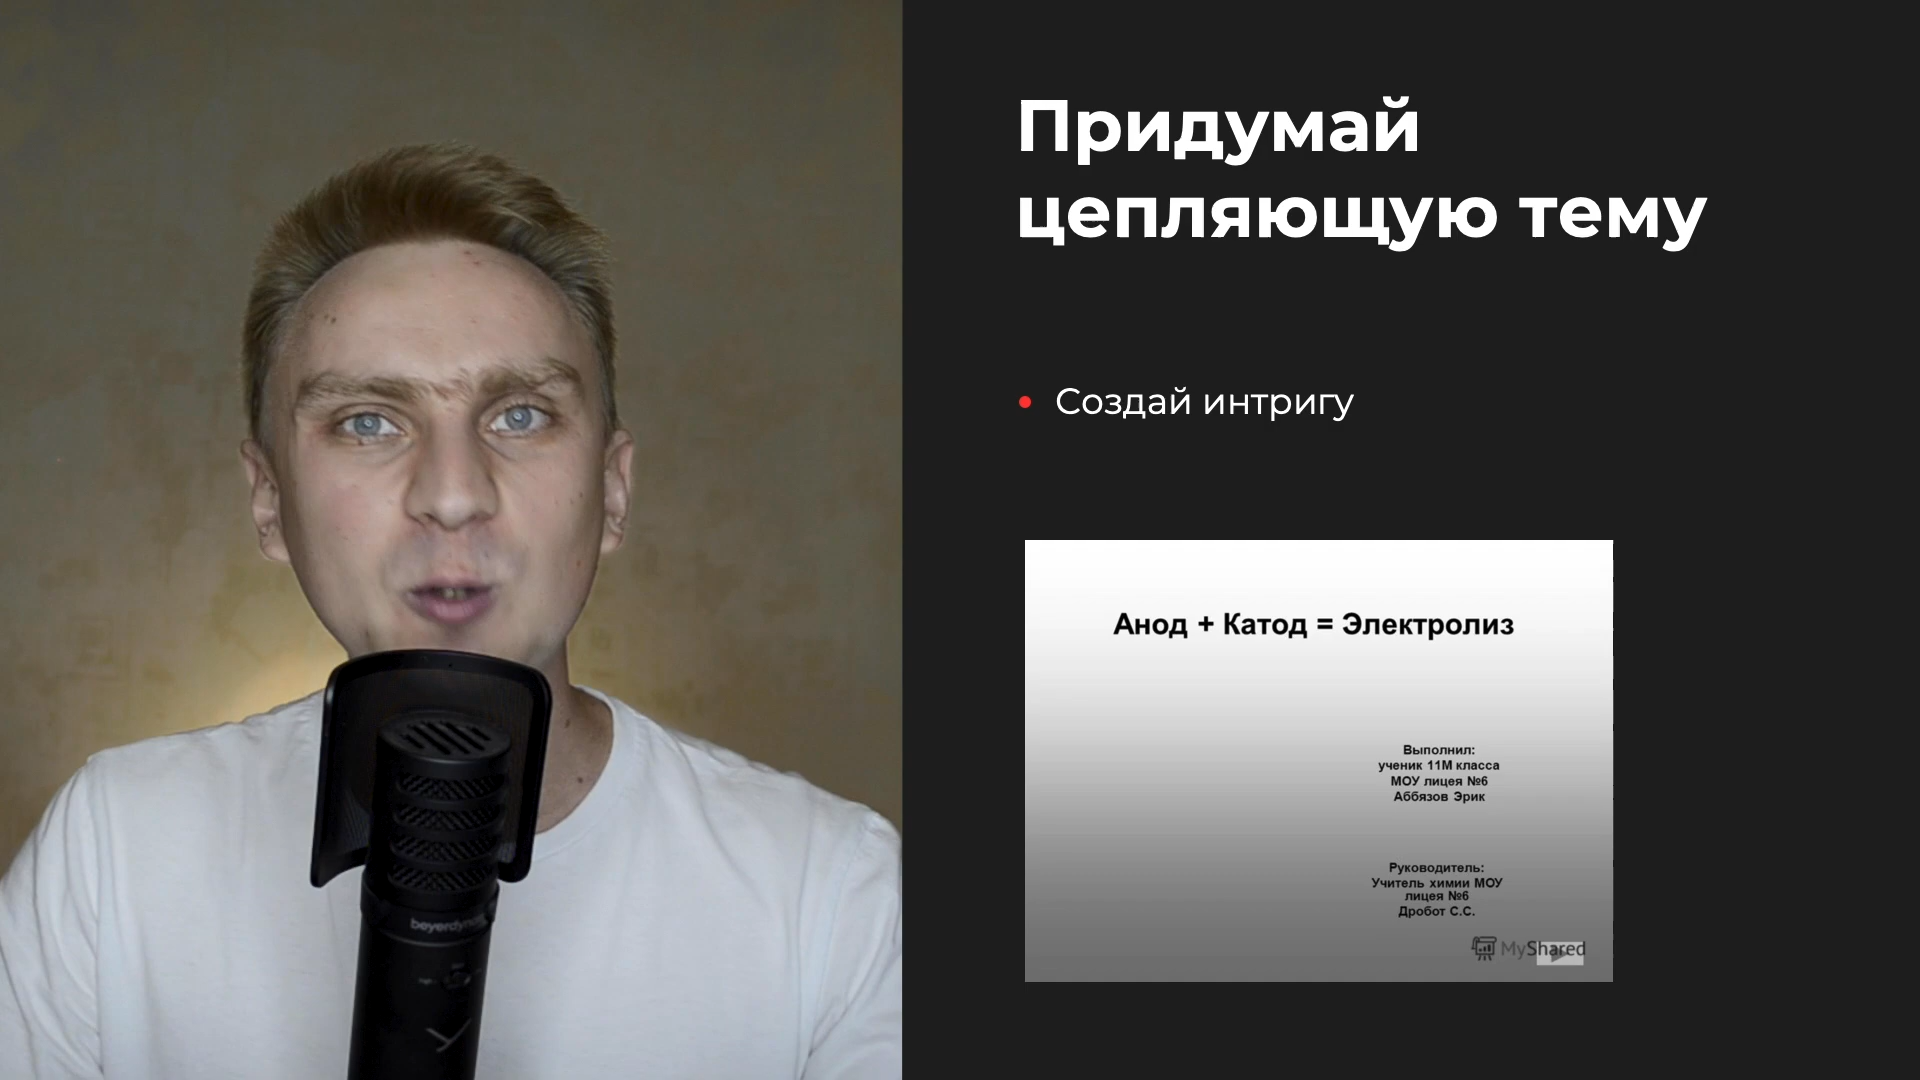 Придумай
цепляющую тему
Создай интригу
Анод + Катод = Электролиз
Выполнил:
ученик 11М класса
МОУ лицея №6
Аббязов Эрик
Руководитель:
Учитель химии МОУ
лицея №6
Дробот С.С.
MyShared